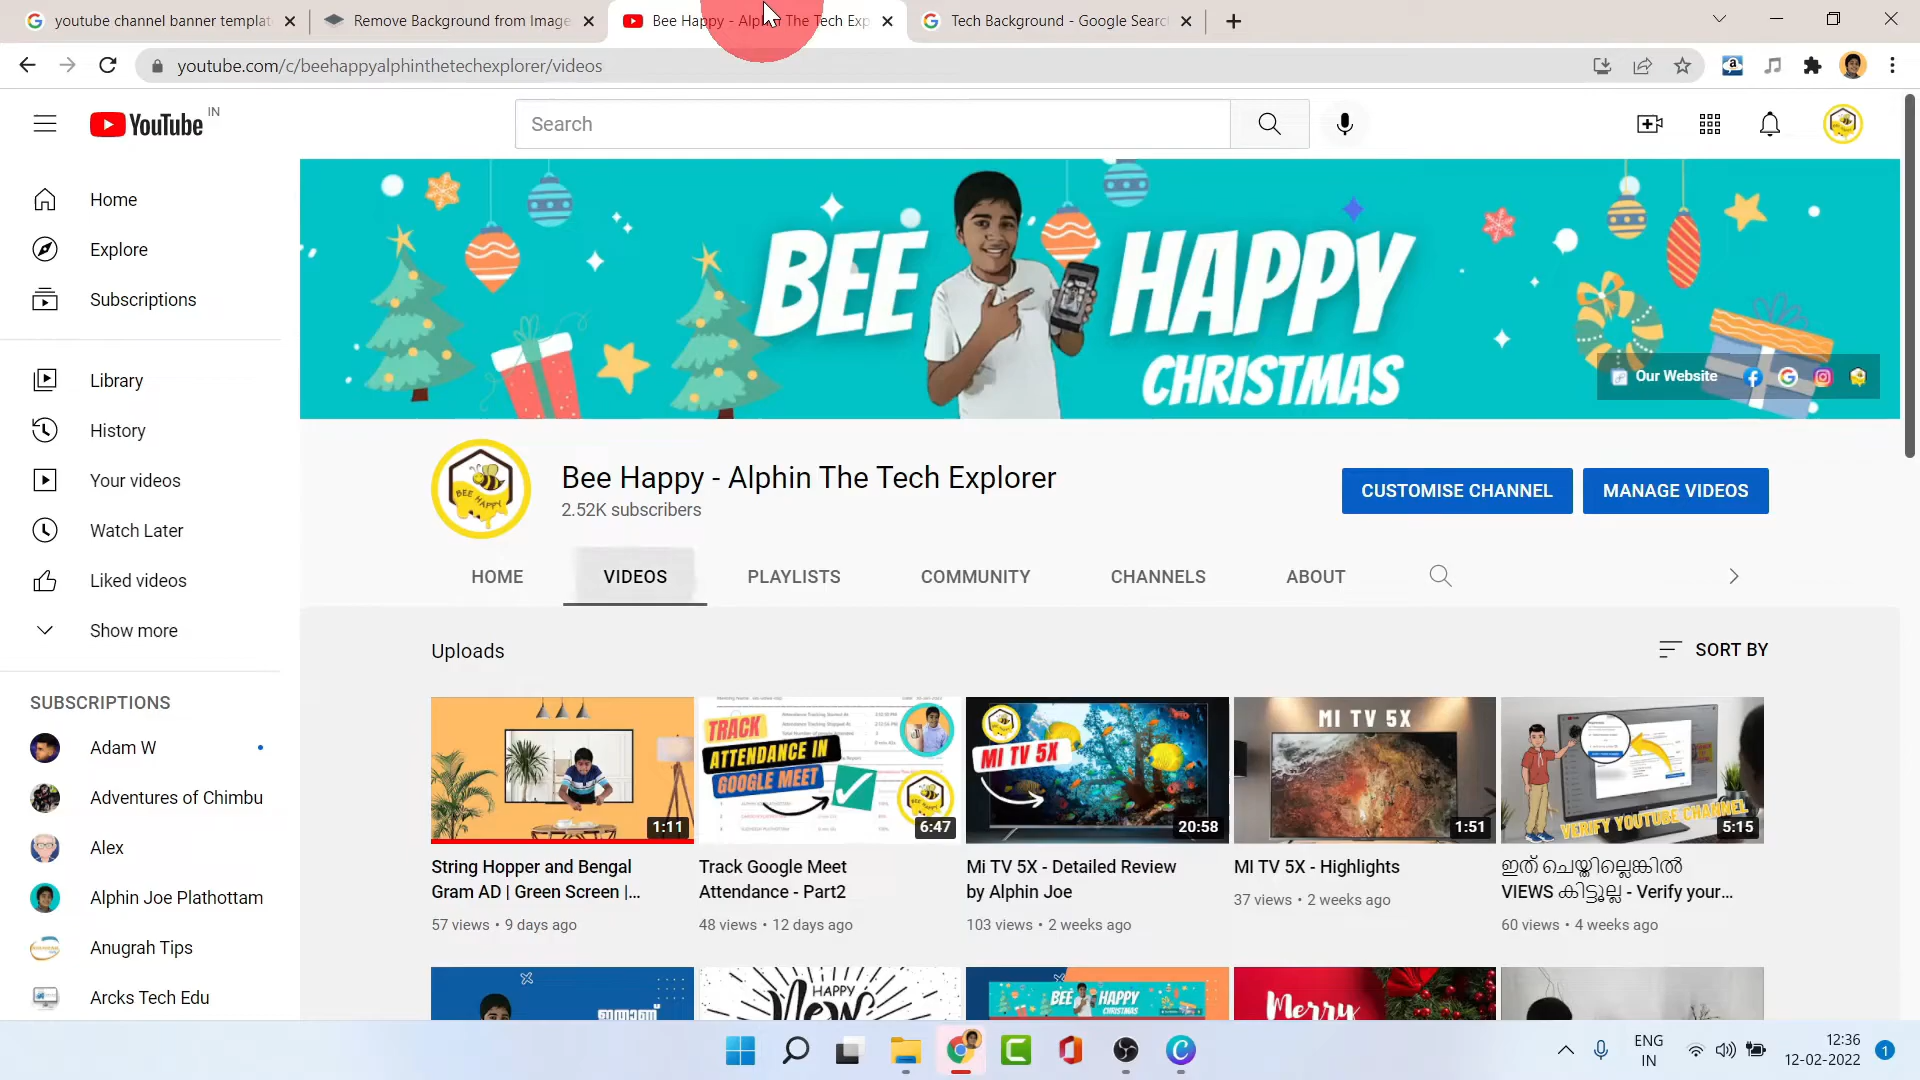 youtube channel banner templat
Remove Background from Image
Bee Happy - Alphin The Tech Exp
Tech Background - Google Searc
youtube.com/c/beehappyalphinthetechexplorer/videos
YouTube IN
Search
Home
Explore
Subscriptions
Library
History
Your videos
Watch Later
Liked videos
Show more
SUBSCRIPTIONS
Adam W
Adventures of Chimbu
Alex
Alphin Joe Plathottam
Anugrah Tips
Arcks Tech Edu
BEE HAPPY
CHRISTMAS
Our Website
BEE HAPPY
Bee Happy - Alphin The Tech Explorer
2.52K subscribers
CUSTOMISE CHANNEL
MANAGE VIDEOS
HOME
VIDEOS
PLAYLISTS
COMMUNITY
CHANNELS
ABOUT
Uploads
SORT BY
1:11
TRACK
ATTENDANCE IN
GOOGLE MEET
6:47
MI TV 5X
20:58
MI TV 5X
1:51
VERIFY YOUTUBE CHANNEL
5:15
String Hopper and Bengal
Gram AD | Green Screen |...
57 views • 9 days ago
Track Google Meet
Attendance - Part2
48 views • 12 days ago
Mi TV 5X - Detailed Review
by Alphin Joe
103 views • 2 weeks ago
MI TV 5X - Highlights
37 views • 2 weeks ago
ഇത് ചെയ്തില്ലെങ്കിൽ
VIEWS കിട്ടൂല്ല - Verify your...
60 views • 4 weeks ago
HAPPY
New
BEE HAPPY
CHRISTMAS
Merry
ENG
IN
12:36
12-02-2022
1